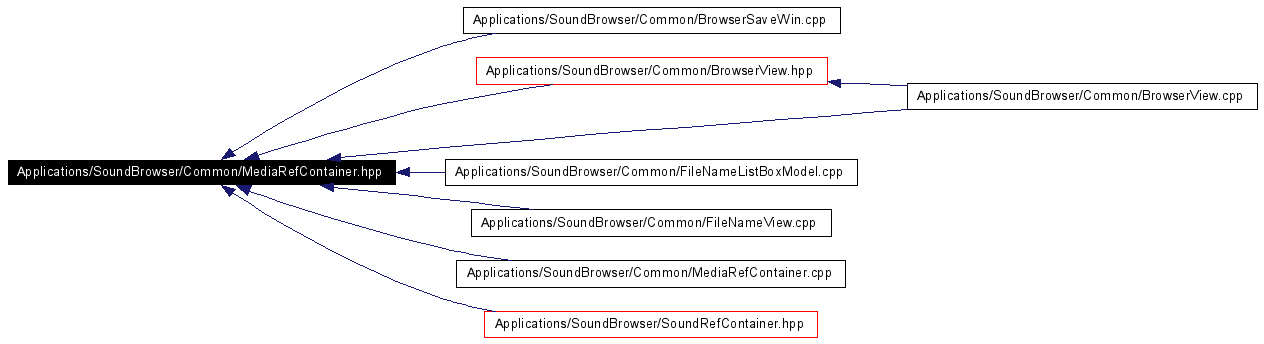 Applications/SoundBrowser/Common/BrowserSaveWin.cpp
Applications/SoundBrowser/Common/BrowserView.hpp
Applications/SoundBrowser/Common/BrowserView.cpp
Applications/SoundBrowser/Common/MediaRefContainer.hpp
Applications/SoundBrowser/Common/FileNameListBoxModel.cpp
Applications/SoundBrowser/Common/FileNameView.cpp
Applications/SoundBrowser/Common/MediaRefContainer.cpp
Applications/SoundBrowser/SoundRefContainer.hpp